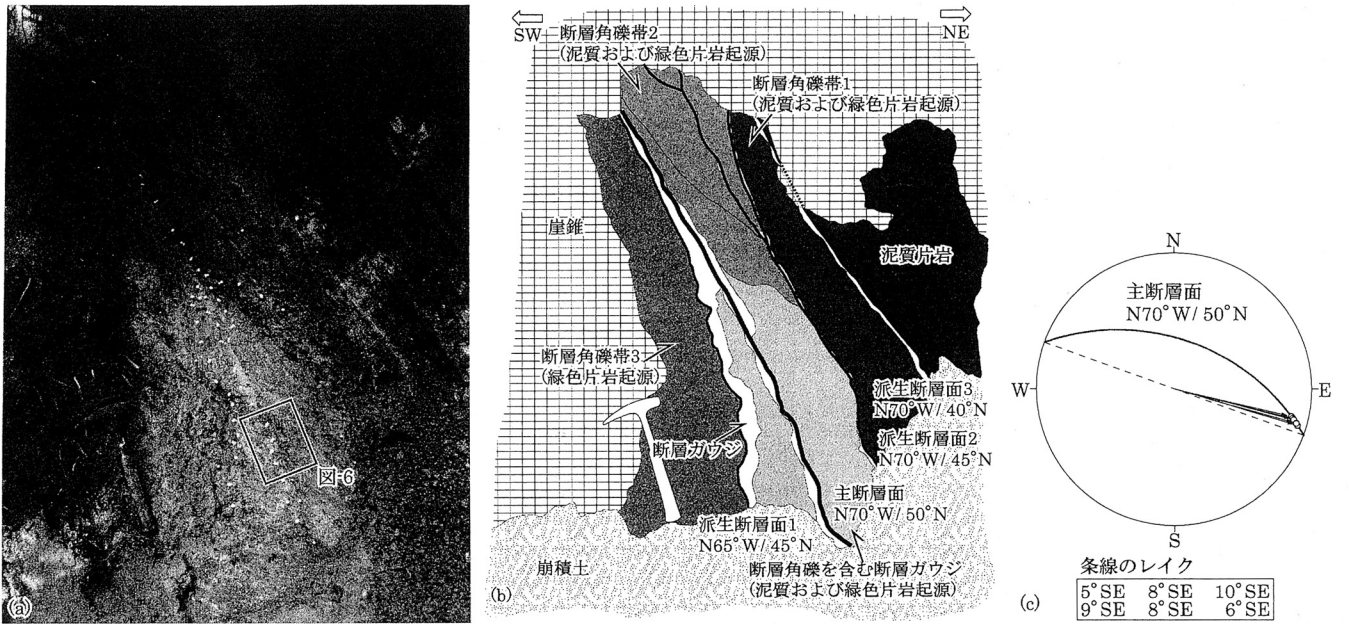 (a)
図-6
SW
NE
断層角礫帯2
(泥質および緑色片岩起源)
断層角礫帯1
(泥質および緑色片岩起源)
崖錐
泥質片岩
断層角礫帯3
(緑色片岩起源)
断層ガウジ
派生断層面3
N70°W/40°N
派生断層面2
N70°W/45°N
主断層面
N70°W/50°N
派生断層面1
N65°W/45°N
断層角礫を含む断層ガウジ
(泥質および緑色片岩起源)
崩積土
(b)
N
主断層面
N70°W/50°N
W
E
S
条線のレイク
5°SE 8°SE 10°SE
9°SE 8°SE 6°SE
(c)